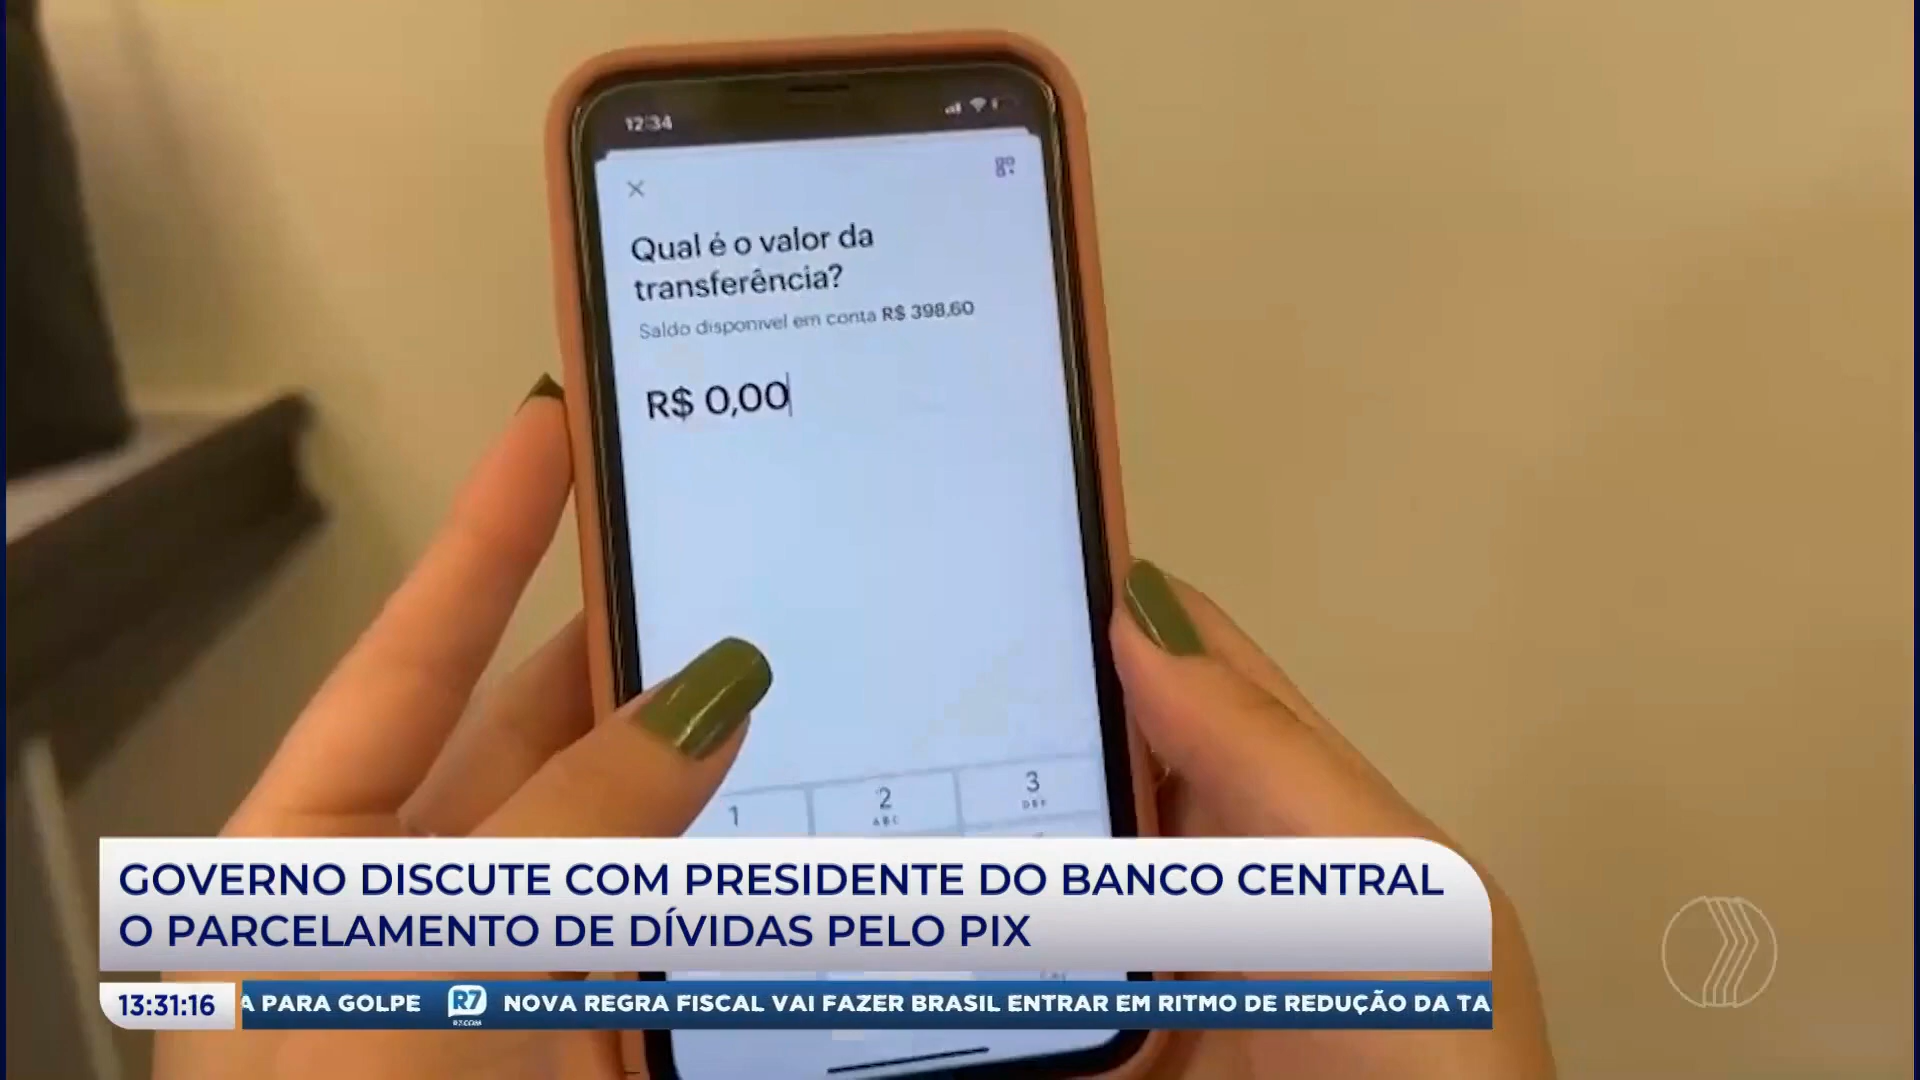 12:34
Qual é o valor da
transferência?
Saldo disponível em conta R$ 398,60
R$ 0,00
1
2
ABC
3
DEF
GOVERNO DISCUTE COM PRESIDENTE DO BANCO CENTRAL
O PARCELAMENTO DE DÍVIDAS PELO PIX
13:31:16
A PARA GOLPE R7 NOVA REGRA FISCAL VAI FAZER BRASIL ENTRAR EM RITMO DE REDUÇÃO DA TA
R7.COM